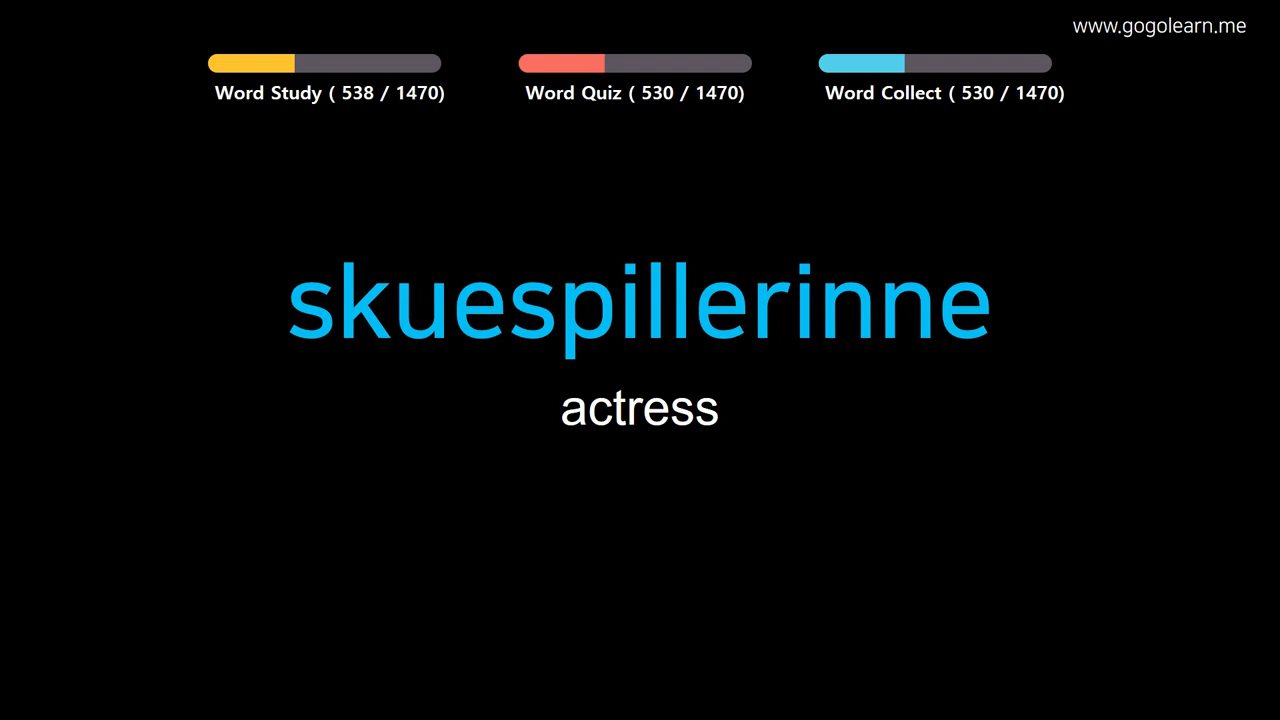 www.gogolearn.me
Word Study ( 538 / 1470)
Word Quiz ( 530 / 1470)
Word Collect ( 530 / 1470)
skuespillerinne
actress